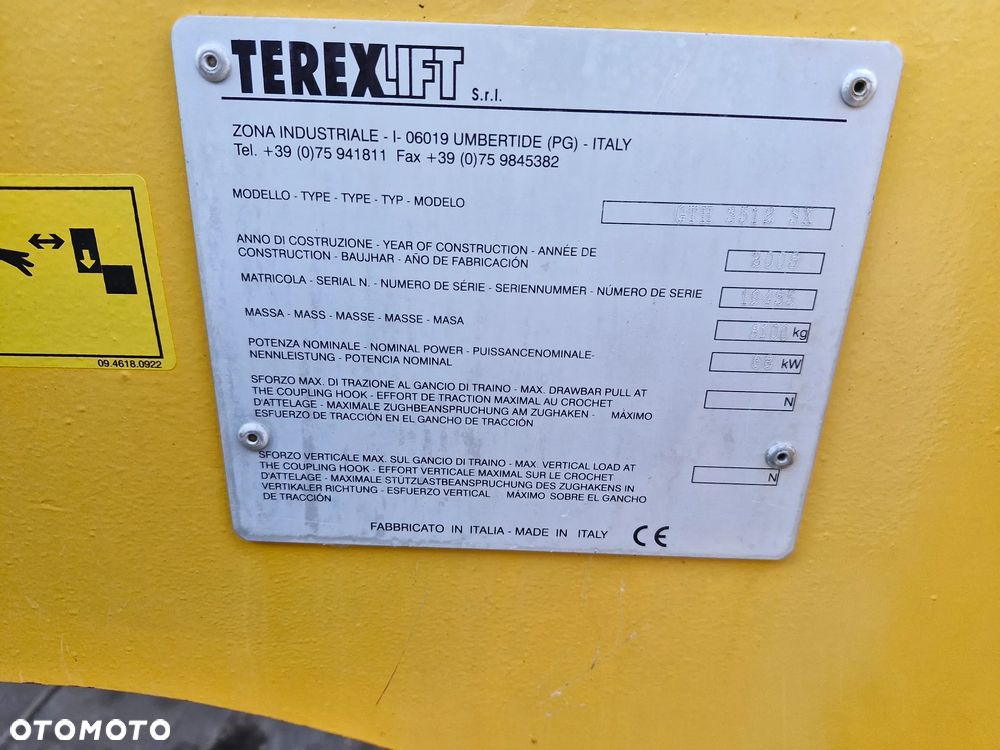 TEREXLIFT S.r.l.
ZONA INDUSTRIALE - I- 06019 UMBERTIDE (PG) - ITALY
Tel. +39 (0)75 941811 Fax +39 (0)75 9845382
MODELLO - TYPE - TYPE - TYP - MODELO
GTH 3512 SX
ANNO DI COSTRUZIONE - YEAR OF CONSTRUCTION - ANNÉE DE
CONSTRUCTION - BAUJHAR - AÑO DE FABRICACIÓN
MATRICOLA - SERIAL N. - NUMERO DE SÉRIE - SERIENNUMMER - NÚMERO DE SERIE
MASSA - MASS - MASSE - MASSE - MASA
kg
POTENZA NOMINALE - NOMINAL POWER - PUISSANCENOMINALE-
NENNLEISTUNG - POTENCIA NOMINAL
kW
SFORZO MAX. DI TRAZIONE AL GANCIO DI TRAINO - MAX. DRAWBAR PULL AT
THE COUPLING HOOK - EFFORT DE TRACTION MAXIMAL AU CROCHET
D'ATTELAGE - MAXIMALE ZUGHBEANSPRUCHUNG AM ZUGHAKEN - MÁXIMO
ESFUERZO DE TRACCIÓN EN EL GANCHO DE TRACCIÓN
N
SFORZO VERTICALE MAX. SUL GANCIO DI TRAINO - MAX. VERTICAL LOAD AT
THE COUPLING HOOK - EFFORT VERTICALE MAXIMAL SUR LE CROCHET
D'ATTELAGE - MAXIMALE STÜTZLASTBEANSPRUCHUNG DES ZUGHAKENS IN
VERTIKALER RICHTUNG - ESFUERZO VERTICAL MÁXIMO SOBRE EL GANCHO
DE TRACCIÓN
N
FABBRICATO IN ITALIA - MADE IN ITALY CE
09.4618.0922
OTOMOTO